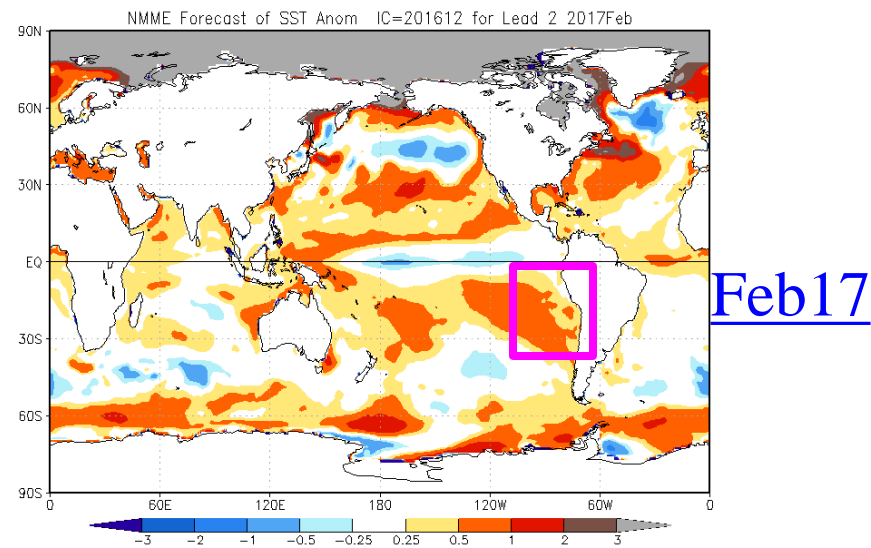 NMME Forecast of SST Anom IC=201612 for Lead 2 2017Feb
90N
60N
30N
EQ
Feb17
30S
60S
90S
0 60E 120E 180 120W 60W 0
-3 -2 -1 -0.5 -0.25 0.25 0.5 1 2 3